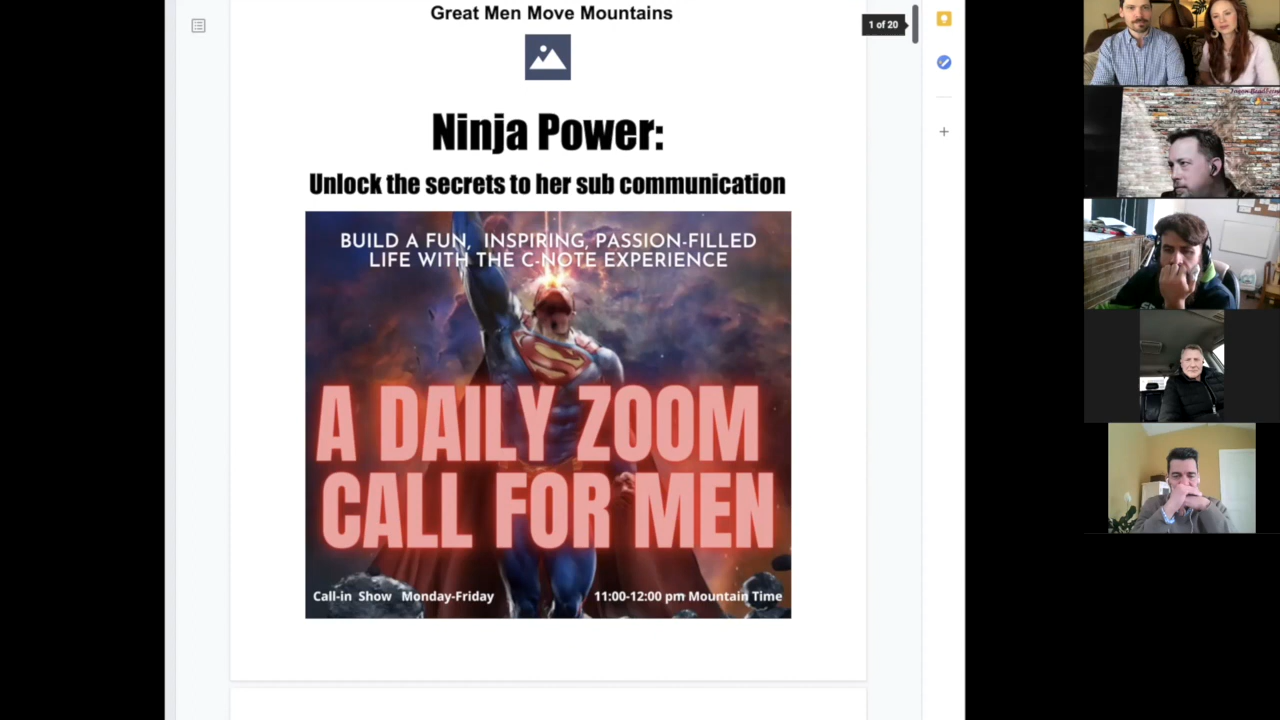 Great Men Move Mountains
1 of 20
Ninja Power:
Unlock the secrets to her sub communication
BUILD A FUN, INSPIRING, PASSION-FILLED
LIFE WITH THE C-NOTE EXPERIENCE
A DAILY ZOOM
CALL FOR MEN
Call-in Show Monday-Friday
11:00-12:00 pm Mountain Time